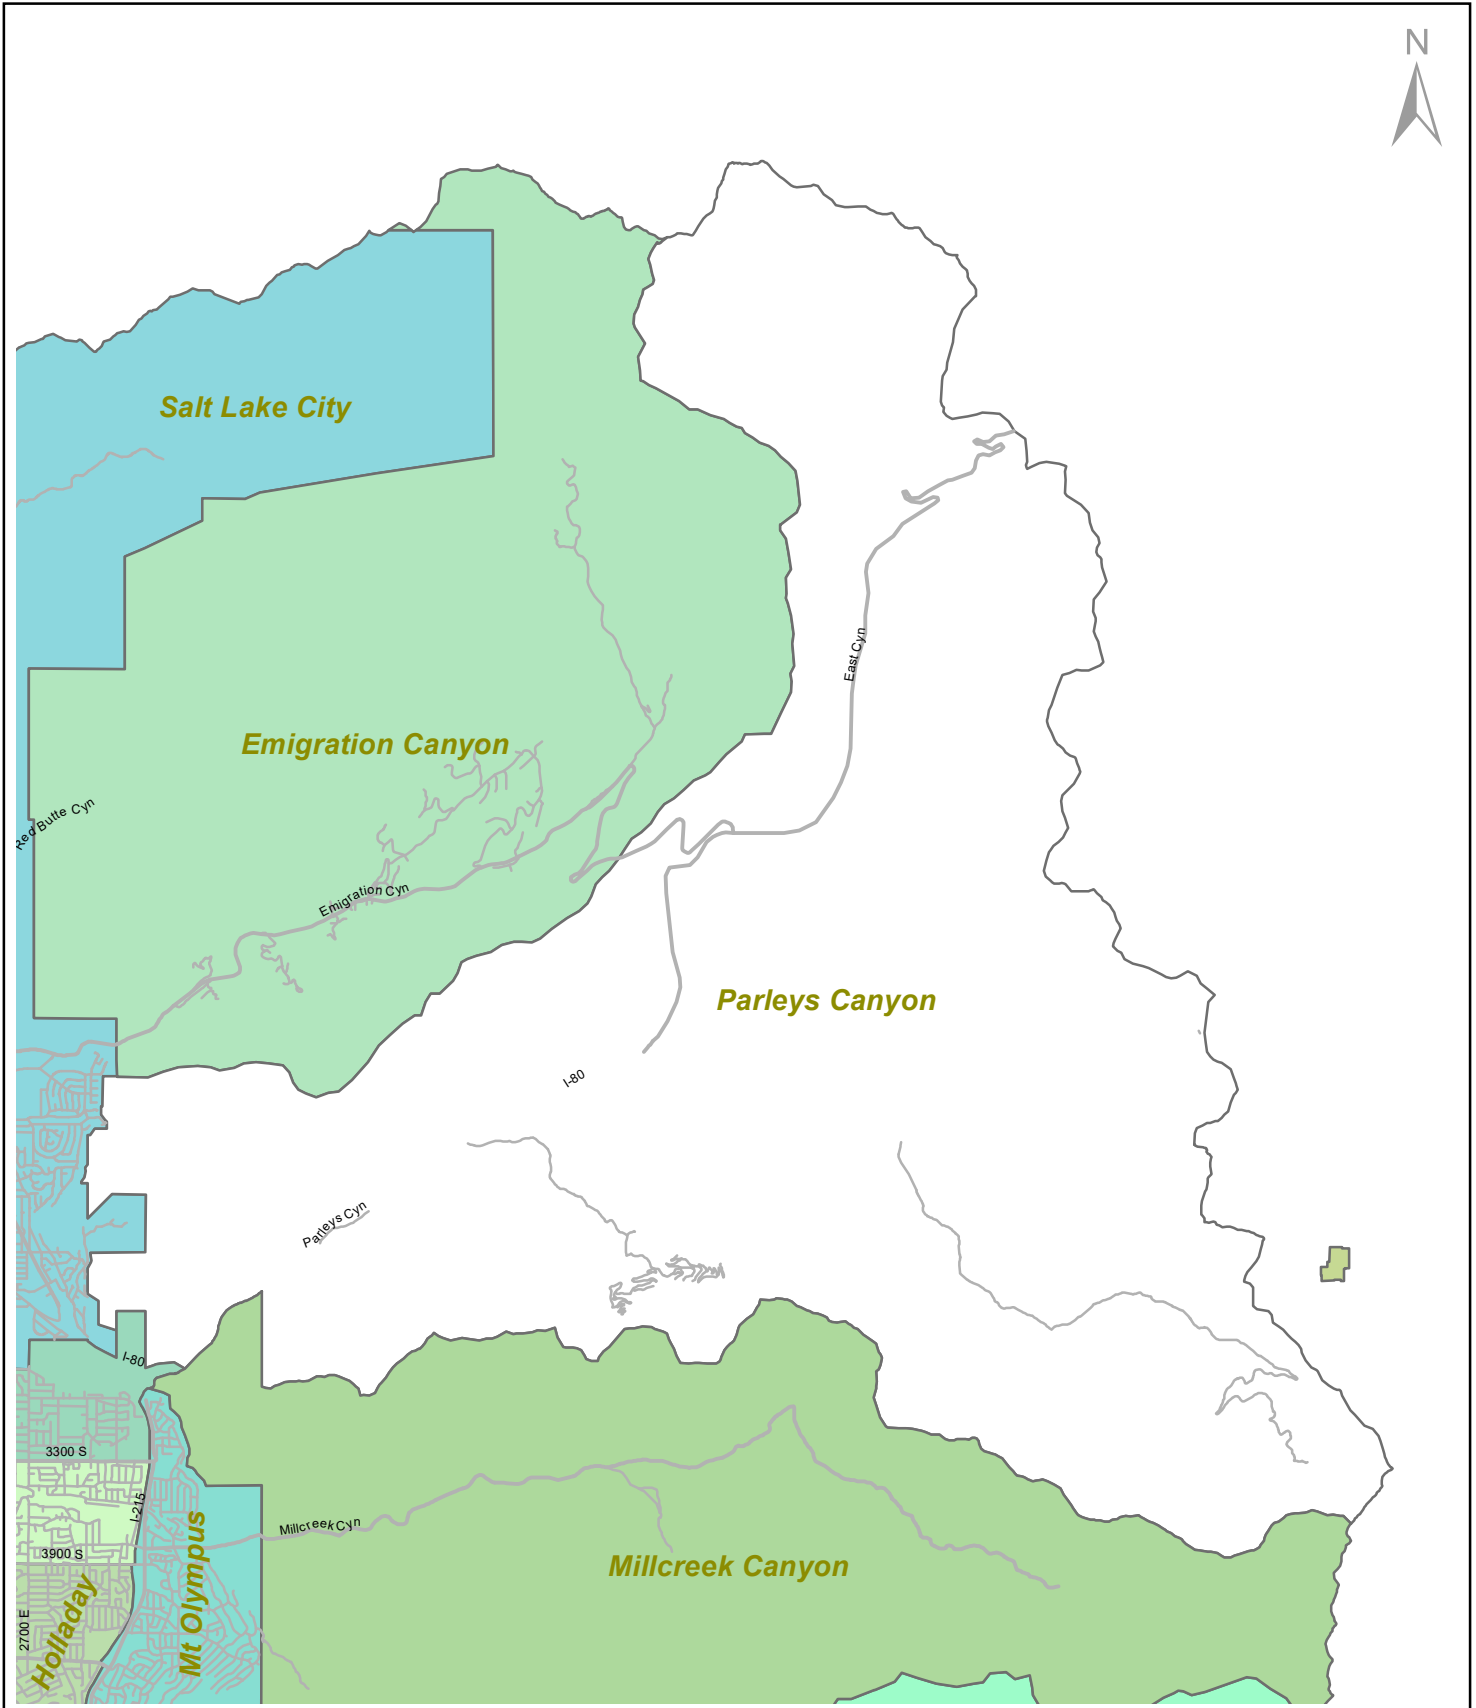 N
Salt Lake City
East Cyn
Emigration Canyon
Red Butte Cyn
Emigration Cyn
Parleys Canyon
I-80
Parleys Cyn
I-80
3300 S
I-215
Millcreek Cyn
3900 S
Millcreek Canyon
Mt Olympus
Holladay
2700 E